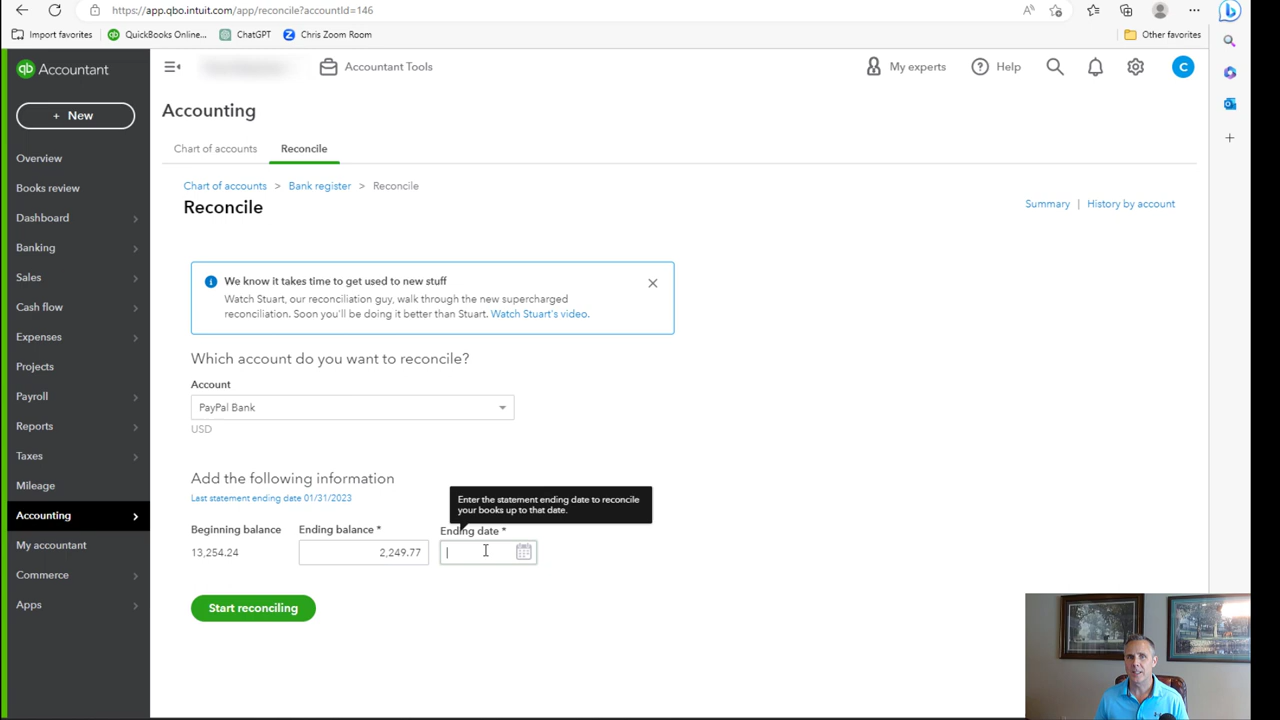 https://app.qbo.intuit.com/app/reconcile?accountId=146
Import favorites
QuickBooks Online...
ChatGPT
Chris Zoom Room
Other favorites
qb Accountant
Accountant Tools
My experts
Help
C
+ New
Accounting
Chart of accounts
Reconcile
Overview
Books review
Dashboard
Banking
Sales
Cash flow
Expenses
Projects
Payroll
Reports
Taxes
Mileage
Accounting
My accountant
Commerce
Apps
Chart of accounts > Bank register > Reconcile
Reconcile
Summary | History by account
We know it takes time to get used to new stuff
Watch Stuart, our reconciliation guy, walk through the new supercharged
reconciliation. Soon you'll be doing it better than Stuart. Watch Stuart's video.
Which account do you want to reconcile?
Account
PayPal Bank
USD
Add the following information
Last statement ending date 01/31/2023
Enter the statement ending date to reconcile
your books up to that date.
Beginning balance
Ending balance *
Ending date *
13,254.24
2,249.77
Start reconciling